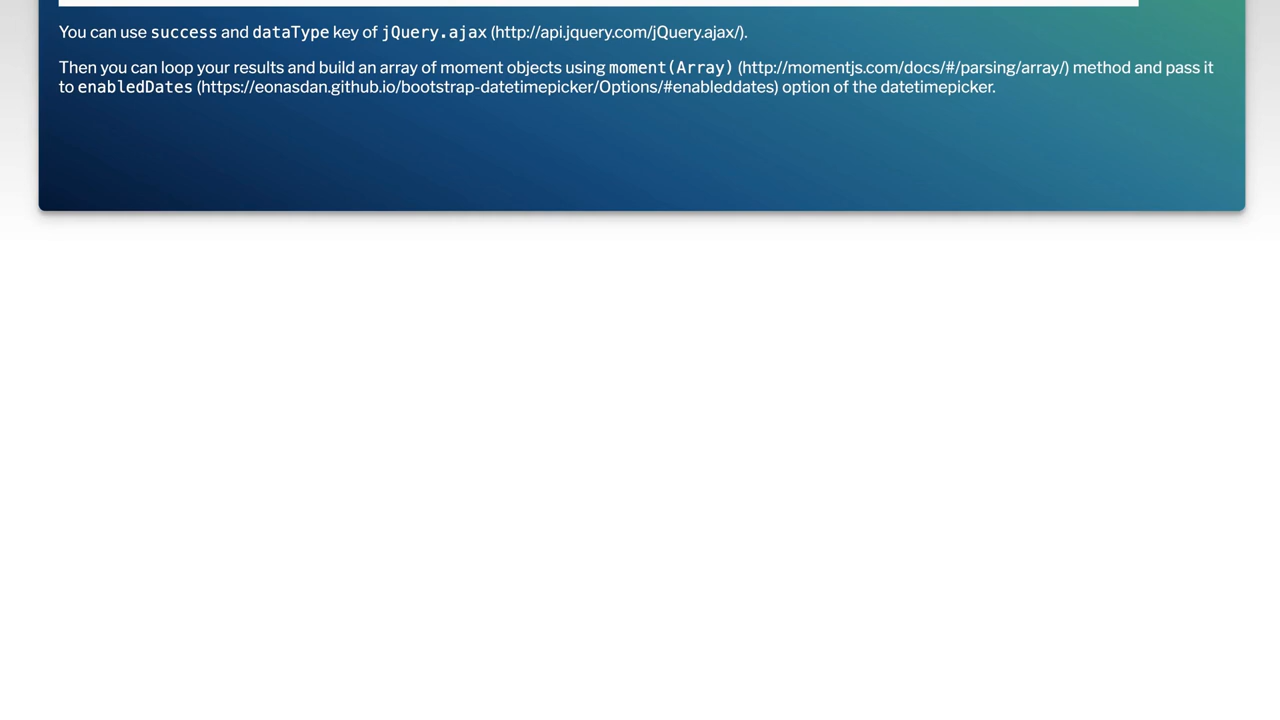 You can use success and dataType key of jQuery.ajax (http://api.jquery.com/jQuery.ajax/).
Then you can loop your results and build an array of moment objects using moment(Array) (http://momentjs.com/docs/#/parsing/array/) method and pass it
to enabledDates (https://eonasdan.github.io/bootstrap-datetimepicker/Options/#enableddates) option of the datetimepicker.